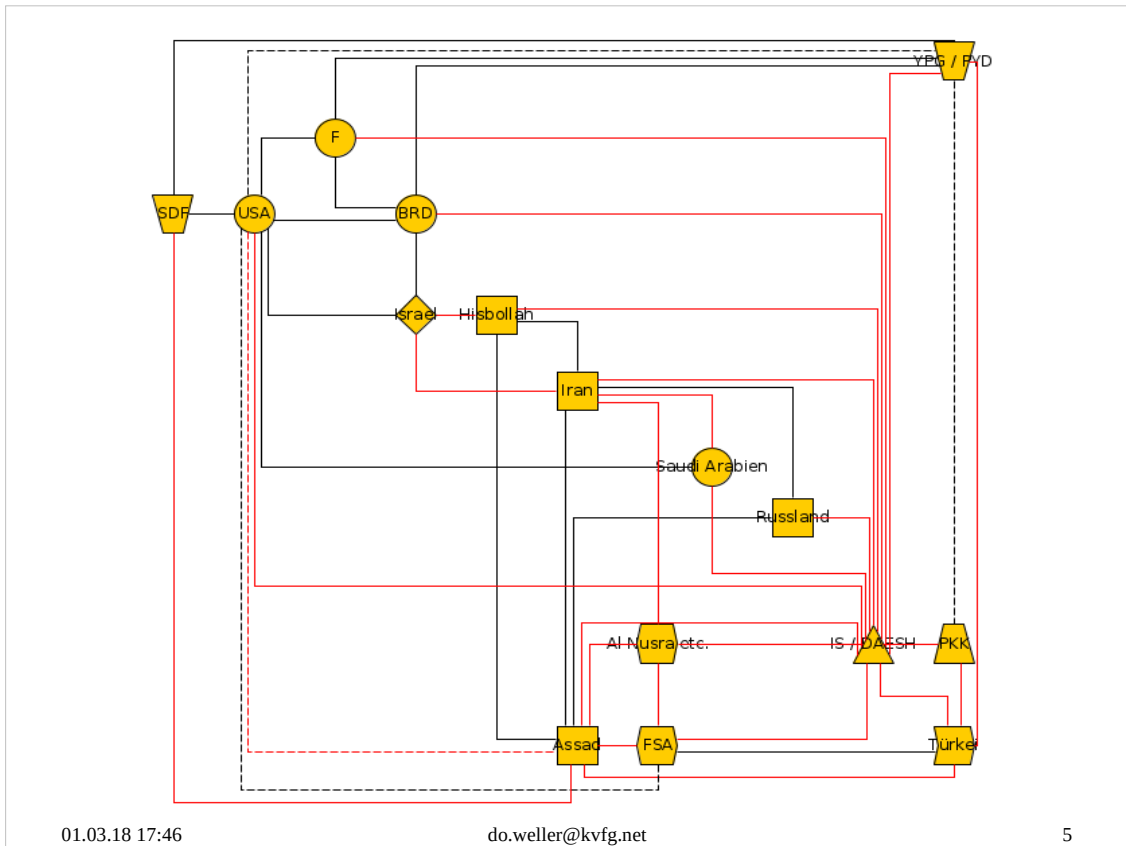 YPG / PYD
F
SDF
USA
BRD
Israel
Hisbollah
Iran
Saudi Arabien
Russland
Al Nusra etc.
IS / DAESH
PKK
Assad
FSA
Türkei
01.03.18 17:46
do.weller@kvfg.net
5